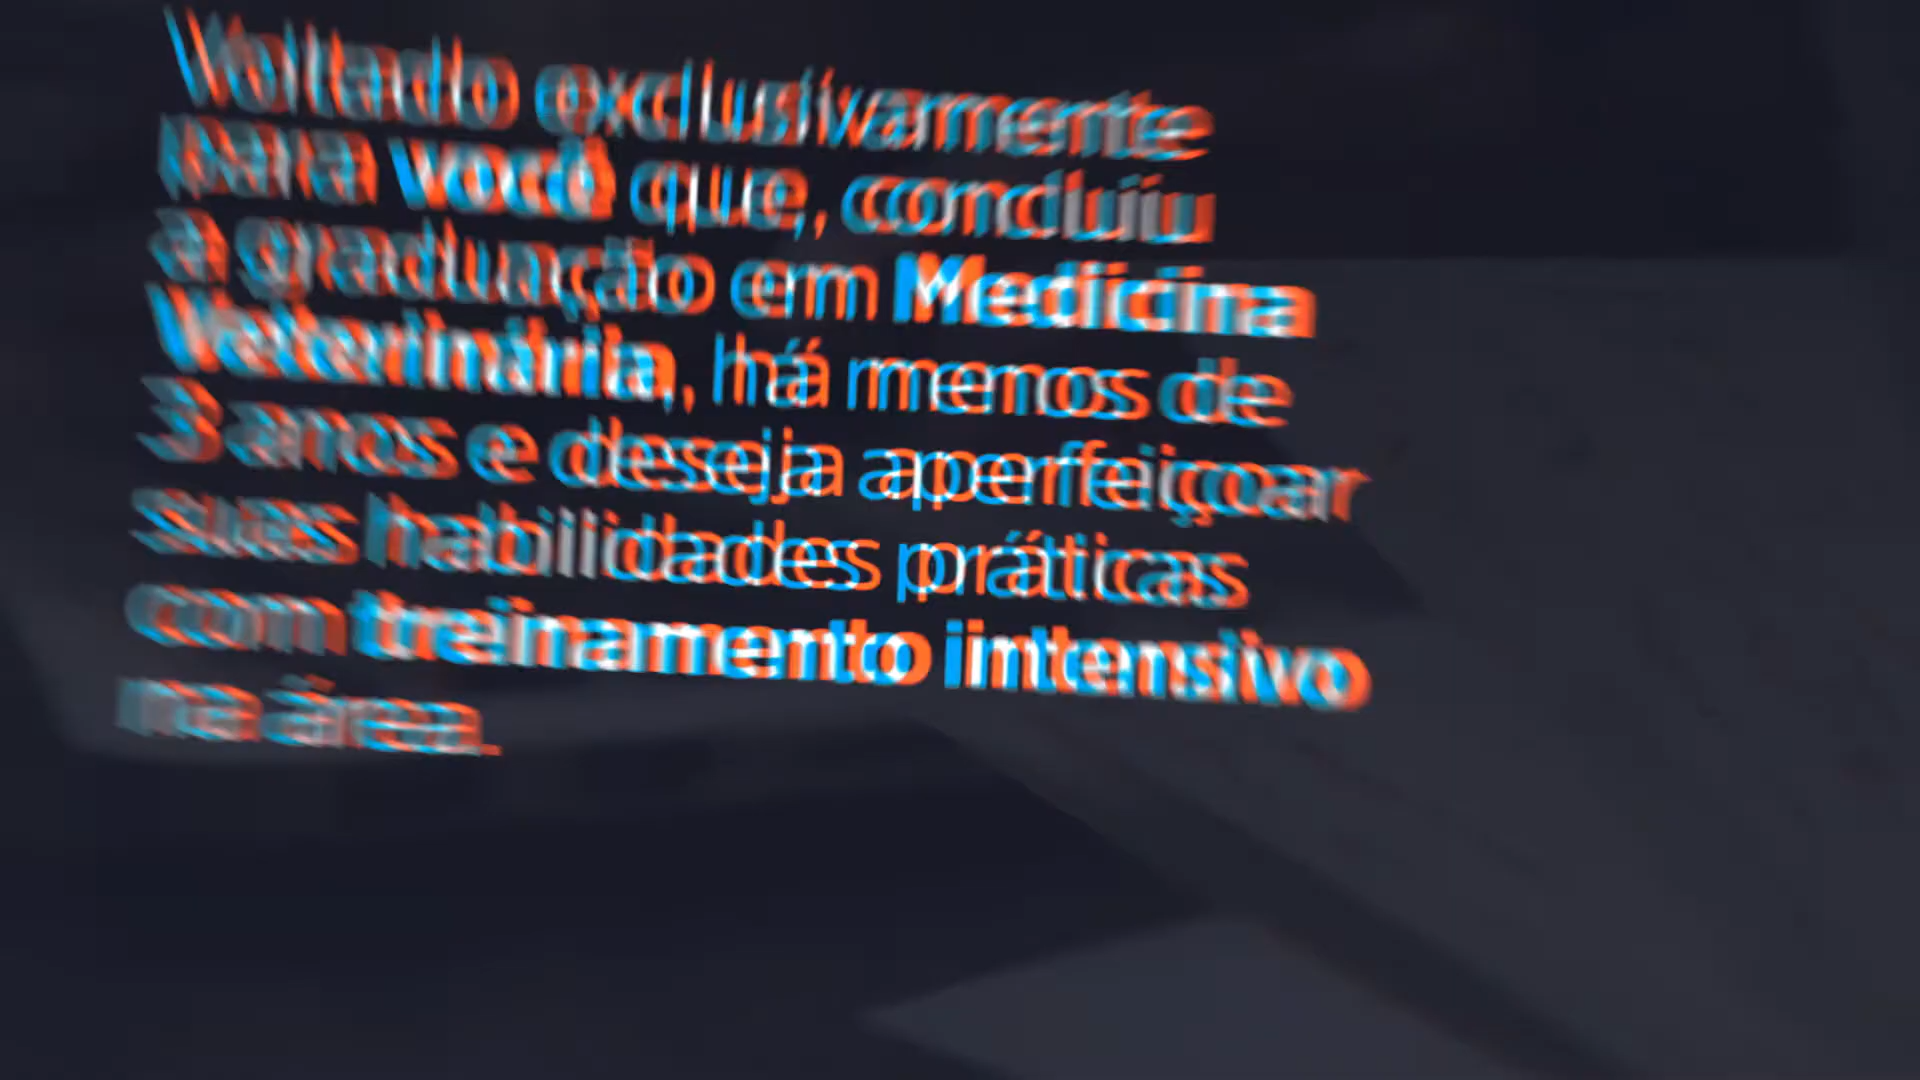 Voltado exclusivamente
para você que, concluiu
a graduação em Medicina
Veterinária, há menos de
3 anos e deseja aperfeiçoar
suas habilidades práticas
com treinamento intensivo
na área.